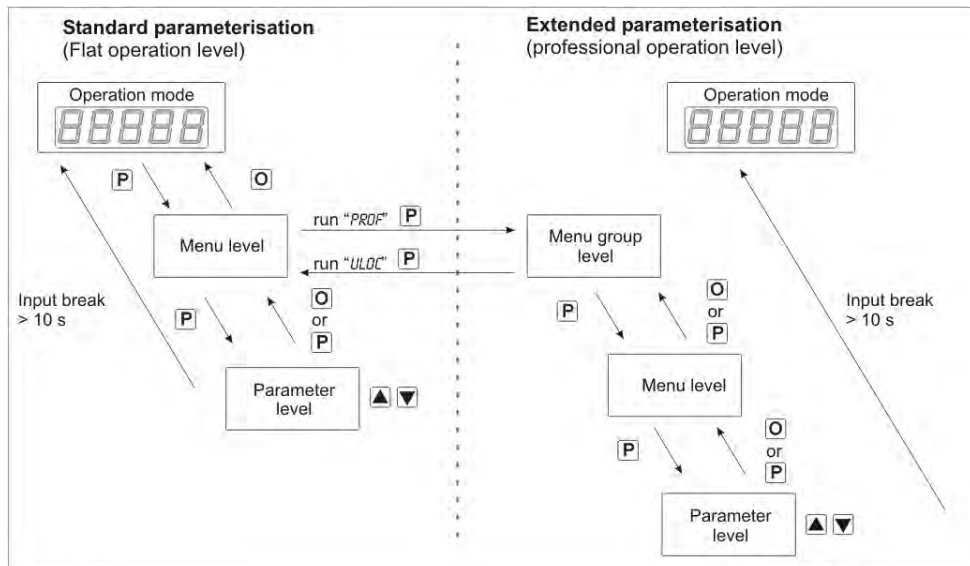 Standard parameterisation
(Flat operation level)
Operation mode
88888
P
O
Menu level
run “PROF” P
run “ULOC” P
Input break
> 10 s
P
O
or
P
Parameter
level
▲ ▼
Extended parameterisation
(professional operation level)
Operation mode
88888
Menu group
level
P
O
or
P
Input break
> 10 s
Menu level
P
O
or
P
Parameter
level
▲ ▼